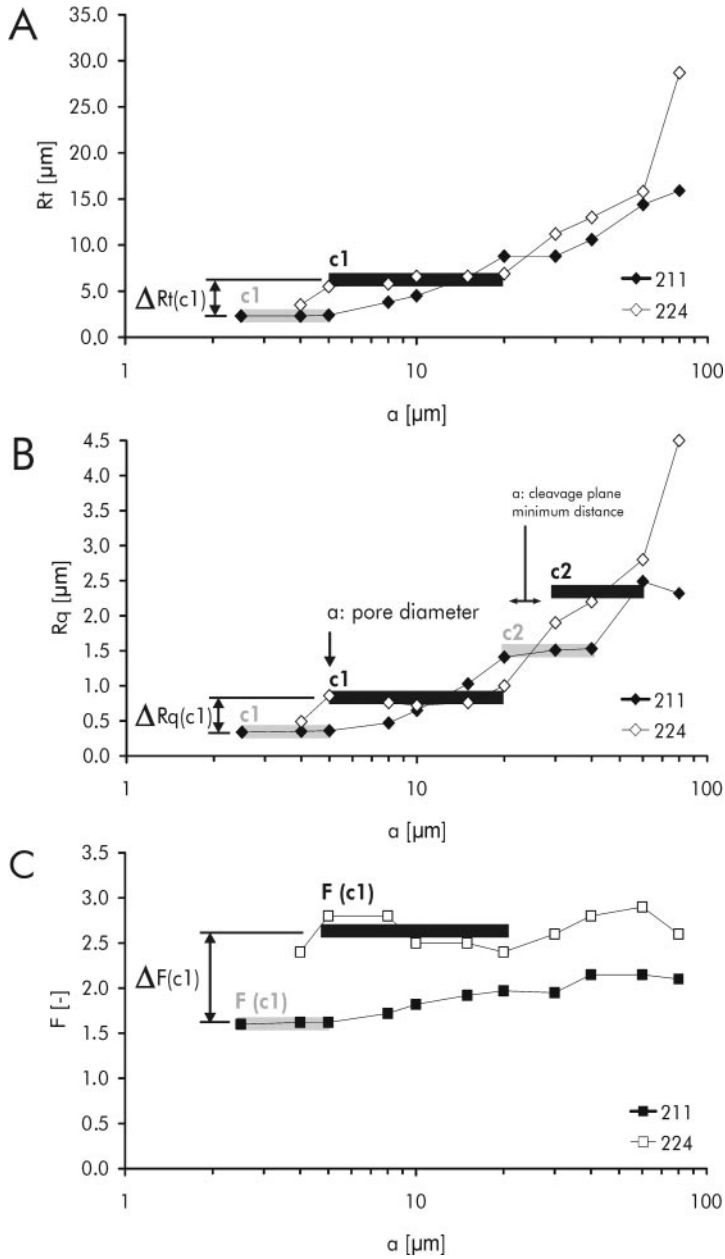 A
35.0
30.0
25.0
20.0
15.0
10.0
5.0
0.0
Rt [µm]
c1
c1
ΔRt(c1)
211
224
1 10 100
a [µm]
B
4.5
4.0
3.5
3.0
2.5
2.0
1.5
1.0
0.5
0.0
Rq [µm]
a: cleavage plane
minimum distance
c2
c2
a: pore diameter
c1
c1
ΔRq(c1)
211
224
1 10 100
a [µm]
C
3.5
3.0
2.5
2.0
1.5
1.0
0.5
0.0
F [-]
F (c1)
F (c1)
ΔF(c1)
211
224
1 10 100
a [µm]